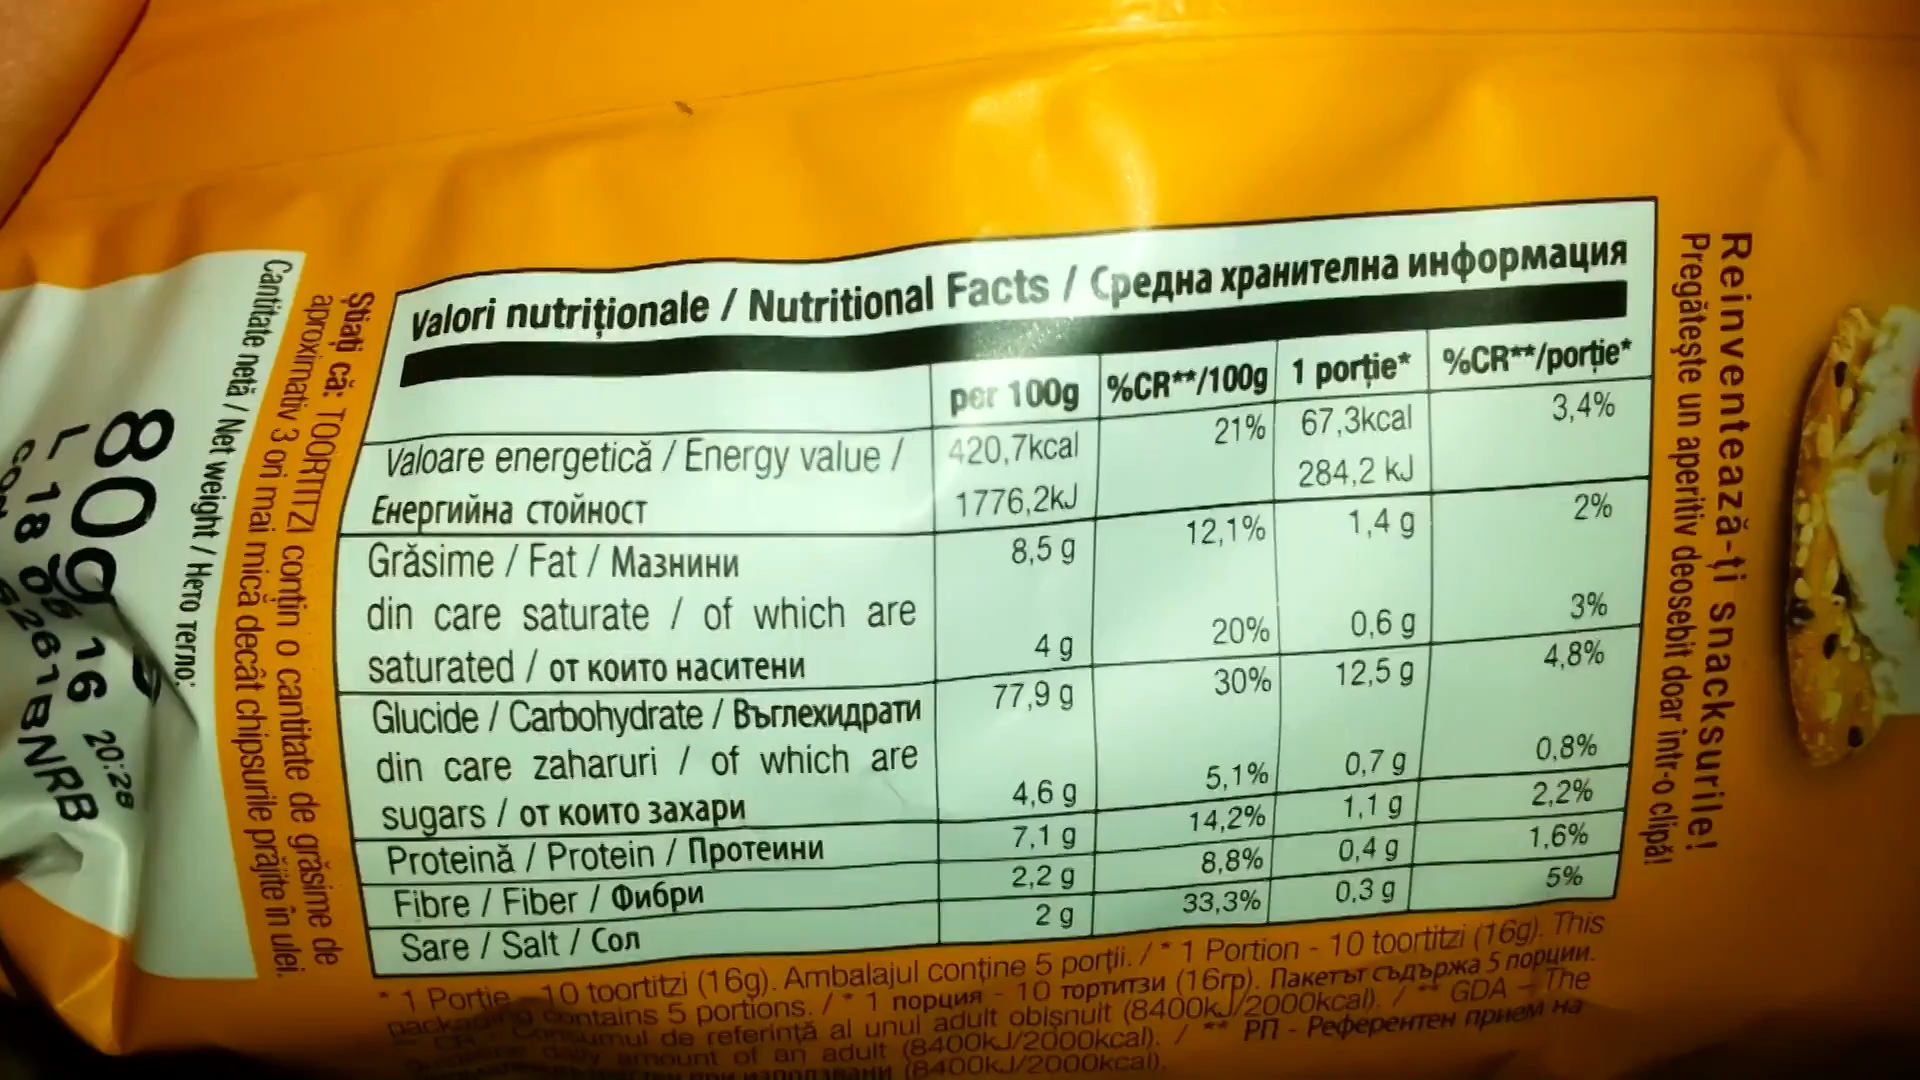 Valori nutriționale / Nutritional Facts / Средна хранителна информация
per 100g %CR**/100g 1 porție* %CR**/porție*
Valoare energetică / Energy value / 420,7kcal 21% 67,3kcal 3,4%
Енергийна стойност 1776,2kJ 284,2 kJ
Grăsime / Fat / Мазнини 8,5 g 12,1% 1,4 g 2%
din care saturate / of which are
saturated / от които наситени 4 g 20% 0,6 g 3%
Glucide / Carbohydrate / Въглехидрати 77,9 g 30% 12,5 g 4,8%
din care zaharuri / of which are
sugars / от които захари 4,6 g 5,1% 0,7 g 0,8%
Proteină / Protein / Протеини 7,1 g 14,2% 1,1 g 2,2%
Fibre / Fiber / Фибри 2,2 g 8,8% 0,4 g 1,6%
Sare / Salt / Сол 2 g 33,3% 0,3 g 5%
* 1 Porție 10 toortitzi (16g). Ambalajul conține 5 porții. / * 1 Portion - 10 toortitzi (16g). This
contains 5 portions. / * 1 порция - 10 тортитзи (16гр). Пакетът съдържа 5 порции.
de referință al unui adult obișnuit (8400kJ/2000kcal). / ** GDA - The
daily amount of an adult (8400kJ/2000kcal). / ** РП - Референтен прием на
(8400kJ/2000kcal).
Reinventează-ți snacksurile!
Pregătește un aperitiv deosebit doar într-o clipă!
Știați că: TOORTITZI conțin o cantitate de grăsime de
aproximativ 3 ori mai mică decât chipsurile prăjite în ulei.
Cantitate netă / Net weight / Нето тегло:
80g
L 18 05 16 20:28
261BNRB